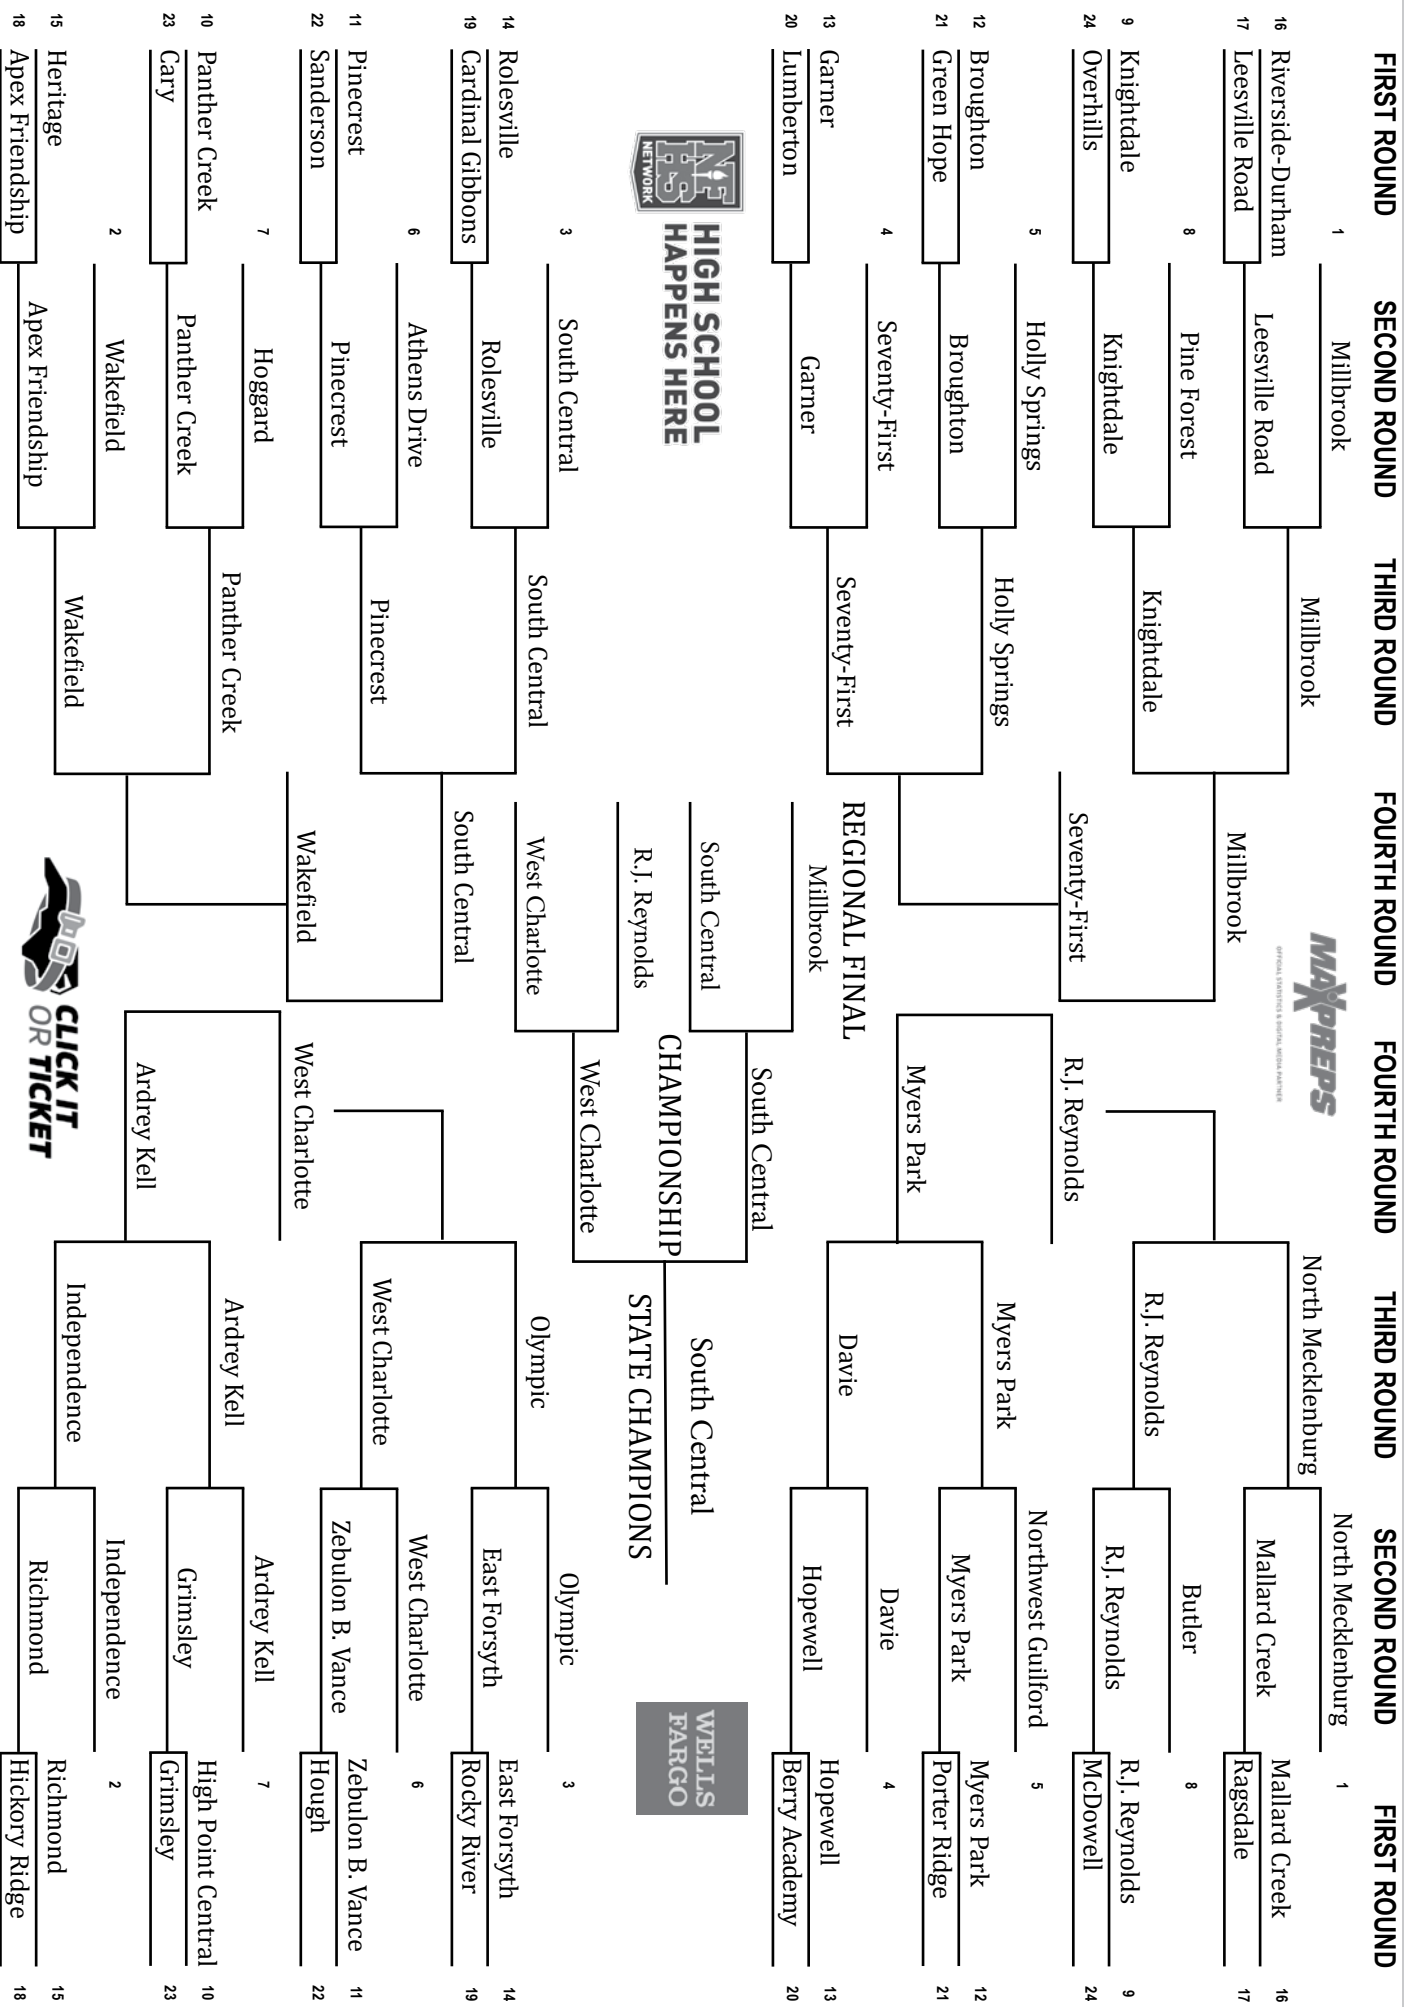 FIRST ROUND
SECOND ROUND
THIRD ROUND
FOURTH ROUND
FOURTH ROUND
THIRD ROUND
SECOND ROUND
FIRST ROUND
1
Millbrook
16 Riverside-Durham
17 Leesville Road
Leesville Road
Millbrook
8
Pine Forest
9 Knightdale
24 Overhills
Knightdale
Knightdale
Millbrook
5
Holly Springs
12 Broughton
21 Green Hope
Broughton
Holly Springs
4
Seventy-First
13 Garner
20 Lumberton
Garner
Seventy-First
Seventy-First
NFHS
NETWORK
HIGH SCHOOL
HAPPENS HERE
3
South Central
14 Rolesville
19 Cardinal Gibbons
Rolesville
South Central
6
Athens Drive
11 Pinecrest
22 Sanderson
Pinecrest
Pinecrest
South Central
7
Hoggard
10 Panther Creek
23 Cary
Panther Creek
Panther Creek
2
Wakefield
15 Heritage
18 Apex Friendship
Apex Friendship
Wakefield
Wakefield
MAXPREPS
OFFICIAL STATISTICS & DIGITAL MEDIA PARTNER
REGIONAL FINAL
Millbrook
South Central
R.J. Reynolds
West Charlotte
South Central
CHAMPIONSHIP
West Charlotte
South Central
STATE CHAMPIONS
CLICK IT
OR TICKET
North Mecklenburg
1
Mallard Creek 16
Ragsdale 17
Mallard Creek
North Mecklenburg
Butler
8
R.J. Reynolds 9
McDowell 24
R.J. Reynolds
R.J. Reynolds
R.J. Reynolds
Northwest Guilford
5
Myers Park 12
Porter Ridge 21
Myers Park
Myers Park
Davie
4
Hopewell 13
Berry Academy 20
Hopewell
Davie
Myers Park
WELLS
FARGO
Olympic
3
East Forsyth 14
Rocky River 19
East Forsyth
Olympic
West Charlotte
6
Zebulon B. Vance 11
Hough 22
Zebulon B. Vance
West Charlotte
West Charlotte
Ardrey Kell
7
High Point Central 10
Grimsley 23
Grimsley
Ardrey Kell
Independence
2
Richmond 15
Hickory Ridge 18
Richmond
Independence
Ardrey Kell